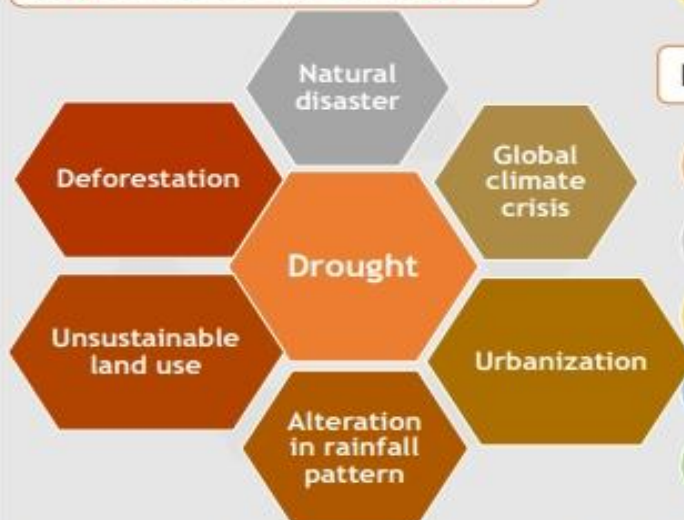 Natural
disaster
Deforestation
Global
climate
crisis
Drought
Unsustainable
land use
Urbanization
Alteration
in rainfall
pattern